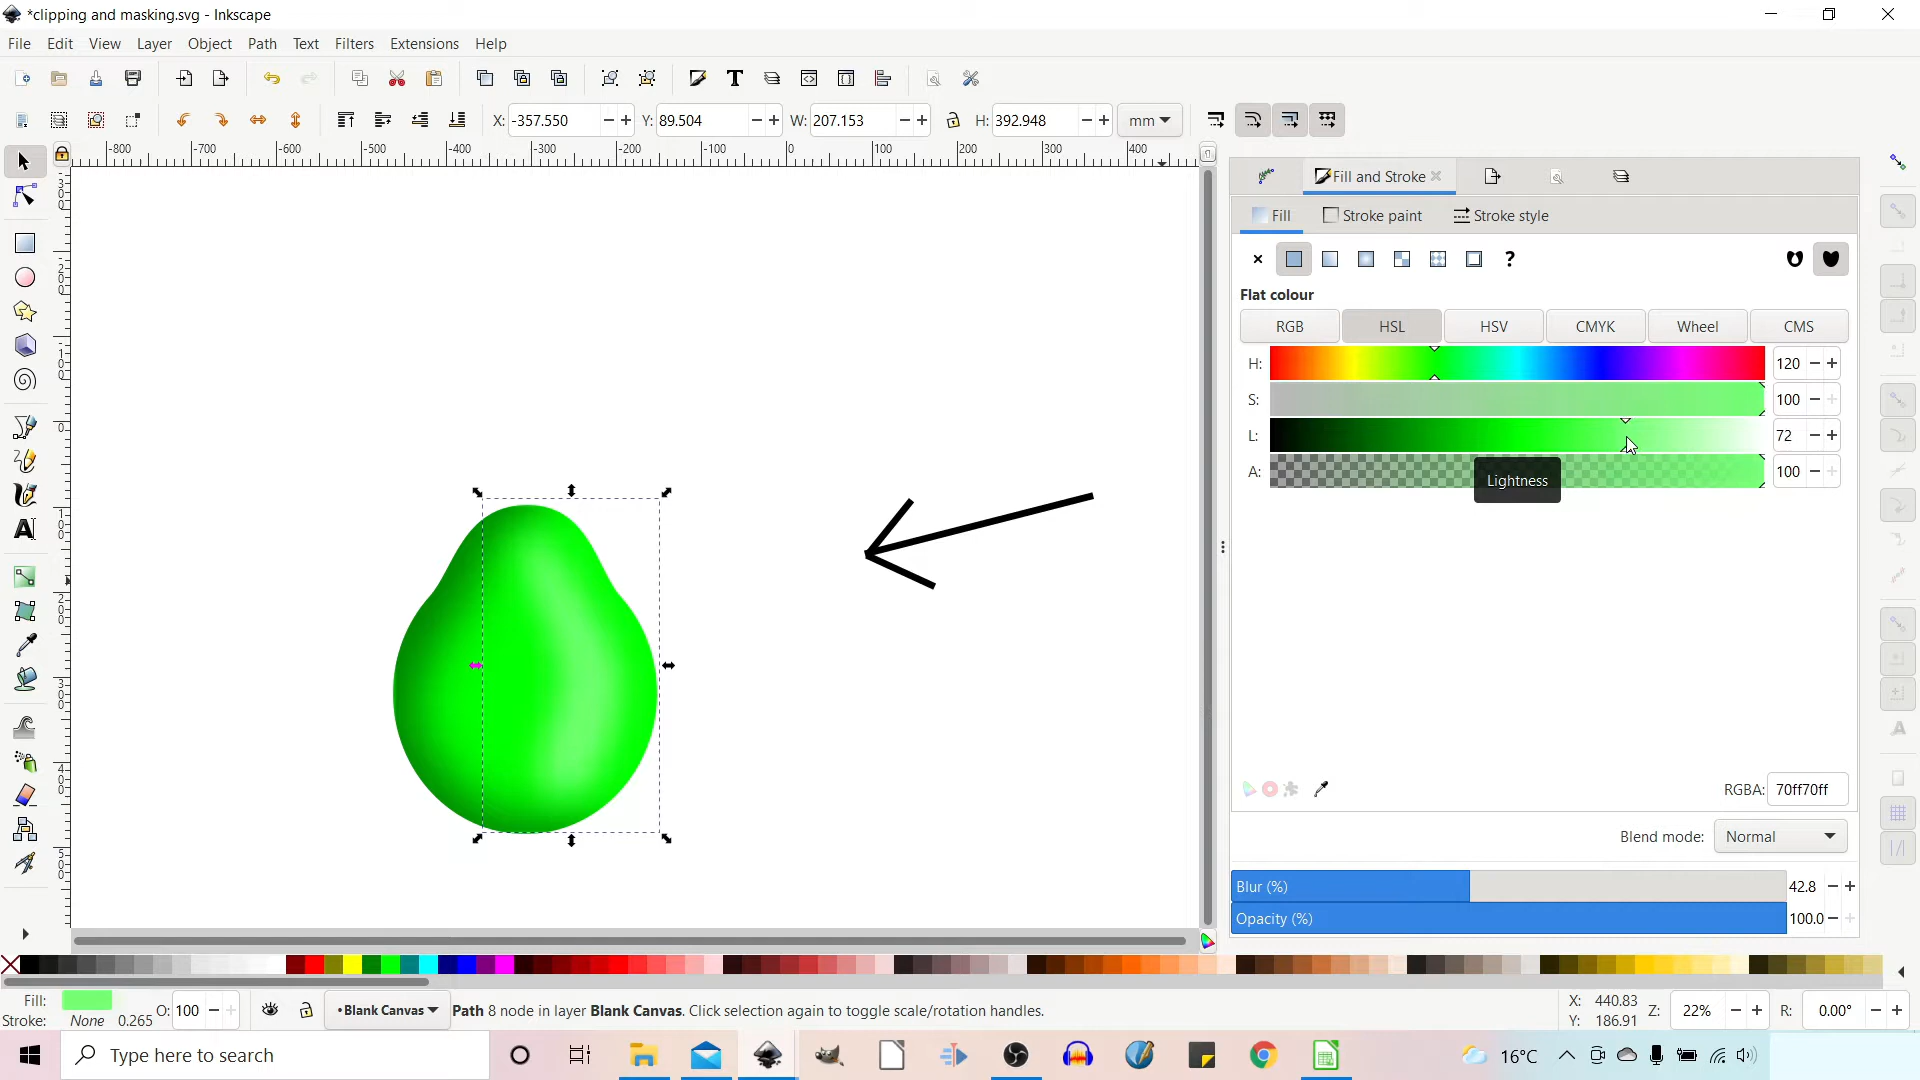 *clipping and masking.svg - Inkscape
File Edit View Layer Object Path Text Filters Extensions Help
X: -357.550 Y: 89.504 W: 207.153 H: 392.948 mm
-800 -700 -600 -500 -400 -300 -200 -100 0 100 200 300 400
Fill and Stroke
Fill Stroke paint Stroke style
Flat colour
RGB HSL HSV CMYK Wheel CMS
H: 120
S: 100
L: 72
A: 100
Lightness
RGBA: 70ff70ff
Blend mode: Normal
Blur (%) 42.8
Opacity (%) 100.0
Fill: O: 100 •Blank Canvas Path 8 node in layer Blank Canvas. Click selection again to toggle scale/rotation handles. X: 440.83 Z: 22% R: 0.00°
Stroke: None 0.265 Y: 186.91
Type here to search 16°C